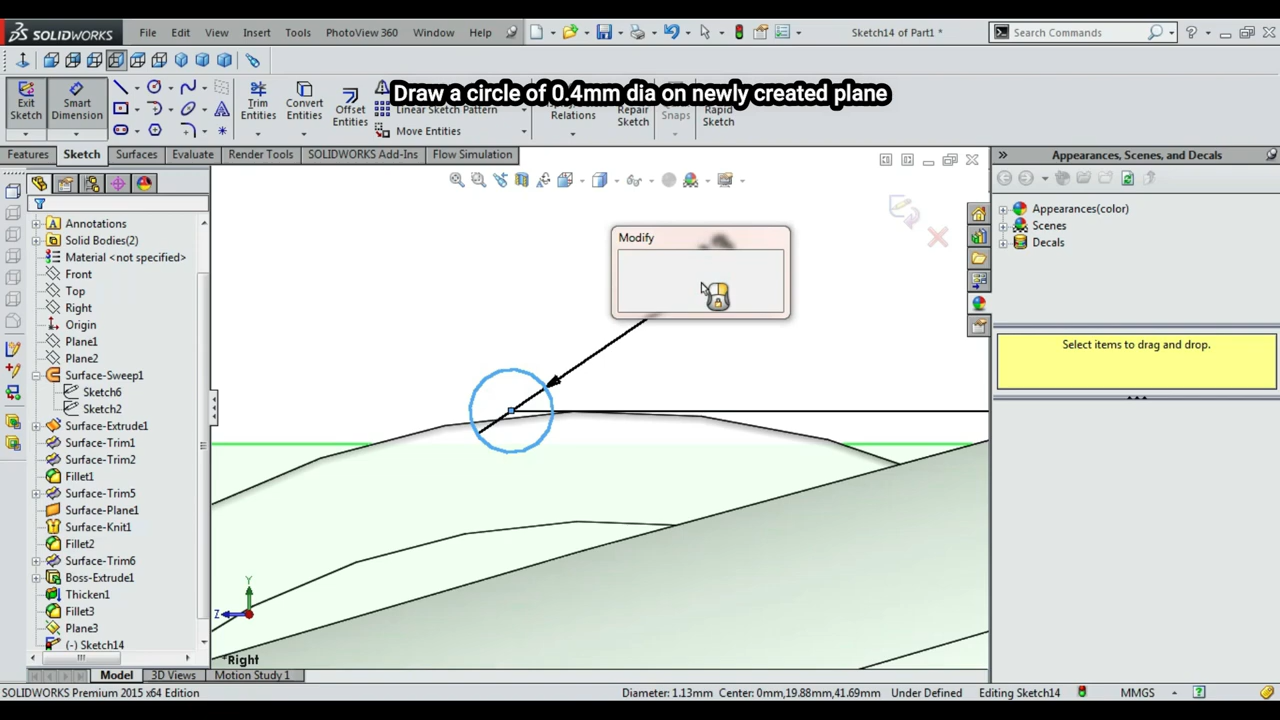 SOLIDWORKS File Edit View Insert Tools PhotoView 360 Window Help Sketch14 of Part1 * Search Commands
Draw a circle of 0.4mm dia on newly created plane
Exit Sketch
Smart Dimension
Trim Entities
Convert Entities
Offset Entities
Linear Sketch Pattern
Move Entities
Relations
Repair Sketch
Snaps
Rapid Sketch
Features Sketch Surfaces Evaluate Render Tools SOLIDWORKS Add-Ins Flow Simulation
Annotations
Solid Bodies(2)
Material <not specified>
Front
Top
Right
Origin
Plane1
Plane2
Surface-Sweep1
Sketch6
Sketch2
Surface-Extrude1
Surface-Trim1
Surface-Trim2
Fillet1
Surface-Trim5
Surface-Plane1
Surface-Knit1
Fillet2
Surface-Trim6
Boss-Extrude1
Thicken1
Fillet3
Plane3
(-) Sketch14
Modify
Y
Z
*Right
Appearances, Scenes, and Decals
Appearances(color)
Scenes
Decals
Select items to drag and drop.
Model 3D Views Motion Study 1
SOLIDWORKS Premium 2015 x64 Edition Diameter: 1.13mm Center: 0mm,19.88mm,41.69mm Under Defined Editing Sketch14 MMGS